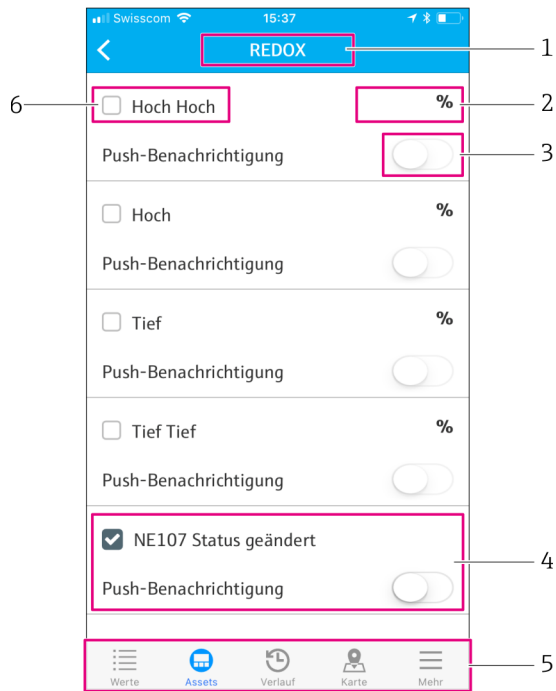 Swisscom 15:37
REDOX
1
6
Hoch Hoch %
2
Push-Benachrichtigung
3
Hoch %
Push-Benachrichtigung
Tief %
Push-Benachrichtigung
Tief Tief %
Push-Benachrichtigung
NE107 Status geändert
4
Push-Benachrichtigung
Werte Assets Verlauf Karte Mehr
5